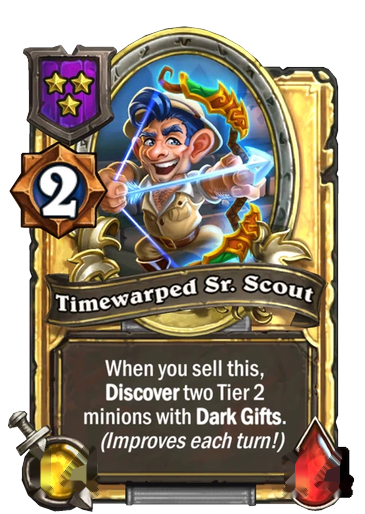 2
Timewarped Sr. Scout
When you sell this,
Discover two Tier 2
minions with Dark Gifts.
(Improves each turn!)